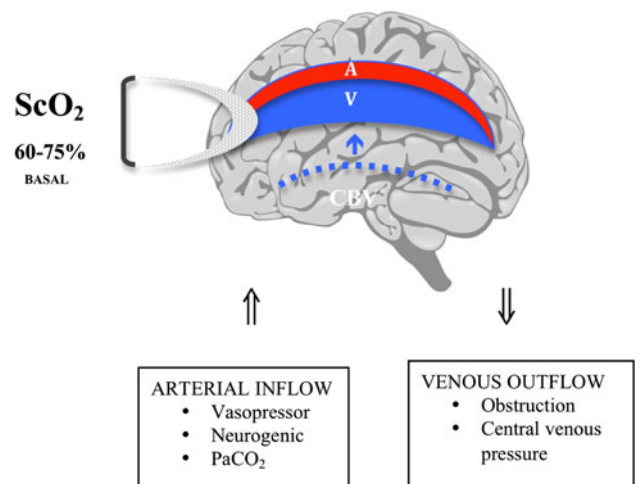 A
V
ScO₂
60-75%
BASAL
CBV
ARTERIAL INFLOW
• Vasopressor
• Neurogenic
• PaCO₂
VENOUS OUTFLOW
• Obstruction
• Central venous
pressure